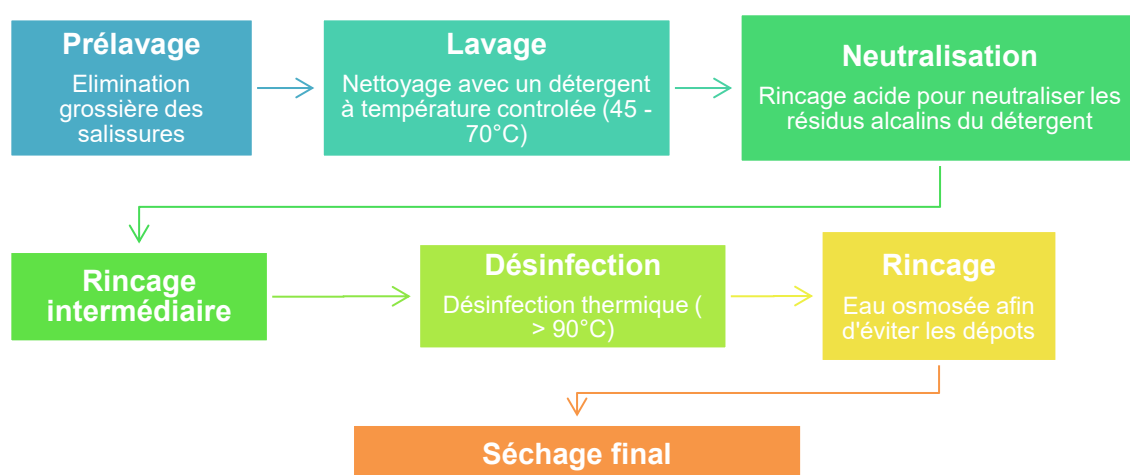 Prélavage
Elimination
grossière des
salissures
Lavage
Nettoyage avec un détergent
à température controlée (45 -
70°C)
Neutralisation
Rincage acide pour neutraliser les
résidus alcalins du détergent
Rincage
intermédiaire
Désinfection
Désinfection thermique (
> 90°C)
Rincage
Eau osmosée afin
d'éviter les dépots
Séchage final